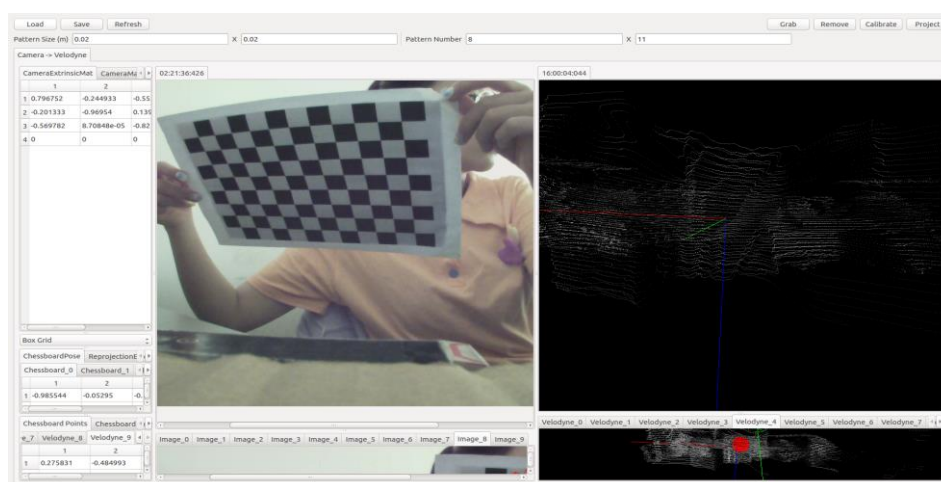 Load Save Refresh Grab Remove Calibrate Project
Pattern Size (m) 0.02 X 0.02 Pattern Number 8 X 11
Camera -> Velodyne
CameraExtrinsicMat CameraMa
02:21:36:426
16:00:04:044
1 2
1 0.796752 -0.244933 -0.55
2 -0.201333 -0.96954 0.139
3 -0.569782 8.70848e-05 -0.82
4 0 0 0
Box Grid
ChessboardPose ReprojectionE
Chessboard_0 Chessboard_1
1 2
1 -0.985544 -0.05295 -0.
Chessboard Points Chessboard
e_7 Velodyne_8 Velodyne_9
1 2
1 0.275831 -0.484993
Image_0 Image_1 Image_2 Image_3 Image_4 Image_5 Image_6 Image_7 Image_8 Image_9
Velodyne_0 Velodyne_1 Velodyne_2 Velodyne_3 Velodyne_4 Velodyne_5 Velodyne_6 Velodyne_7